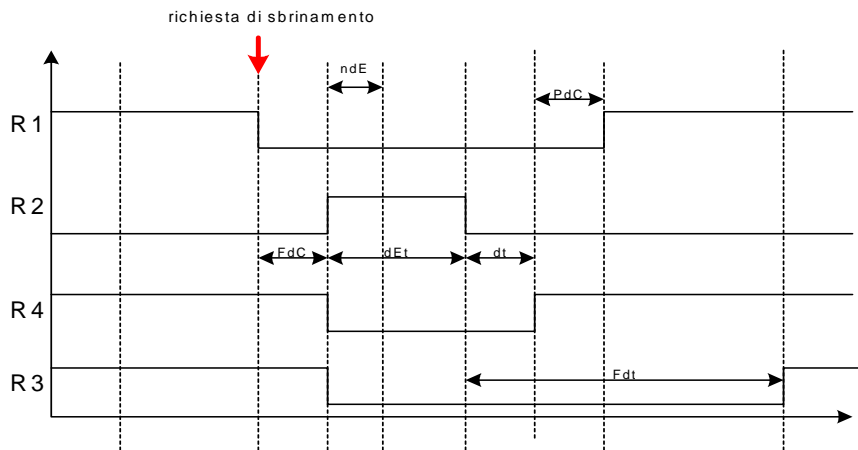 richiesta di sbrinamento
ndE
PdC
R1
R2
FdC dEt dt
R4
Fdt
R3